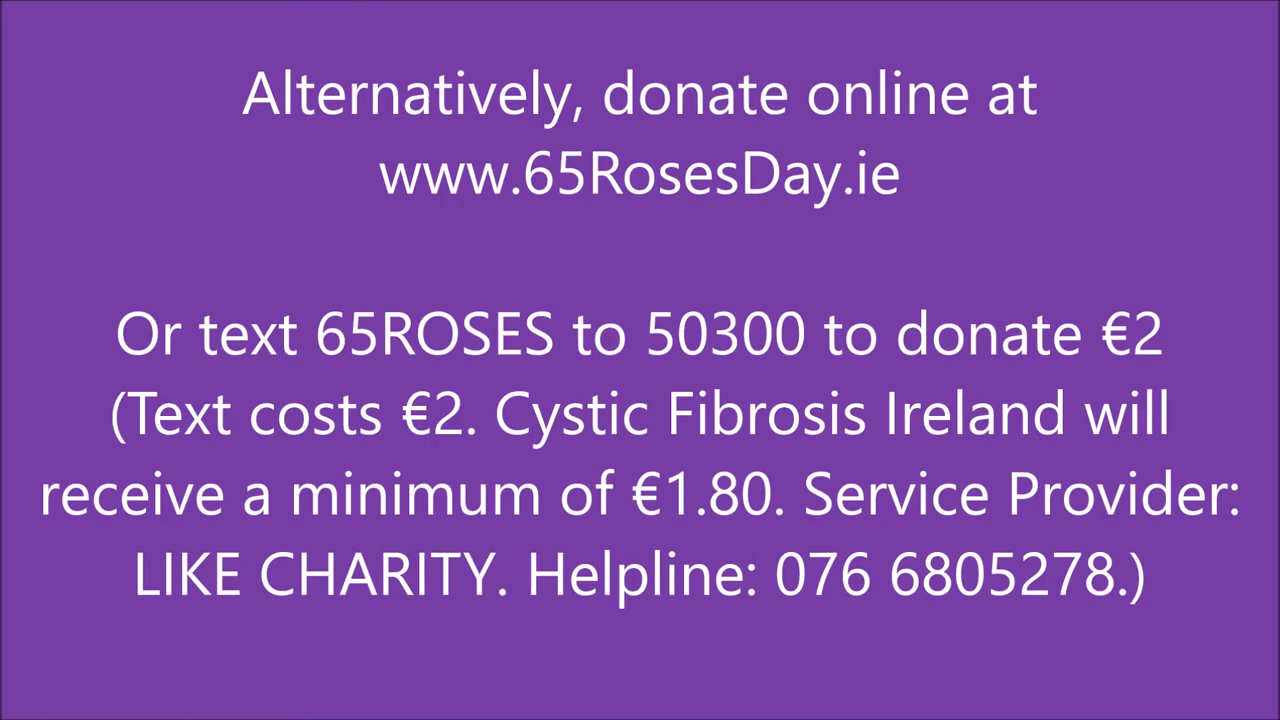 Alternatively, donate online at
www.65RosesDay.ie
Or text 65ROSES to 50300 to donate €2
(Text costs €2. Cystic Fibrosis Ireland will
receive a minimum of €1.80. Service Provider:
LIKE CHARITY. Helpline: 076 6805278.)